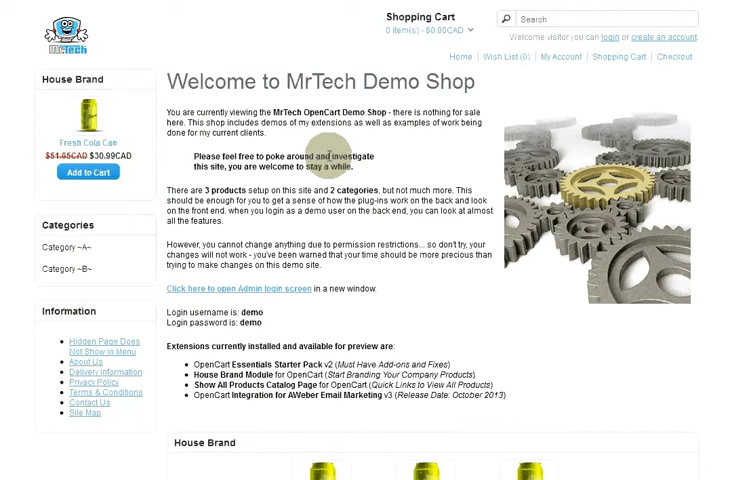 Shopping Cart
0 item(s) - $0.00CAD
Search
Welcome visitor you can login or create an account.
MrTech
Home
Wish List (0)
My Account
Shopping Cart
Checkout
House Brand
Fresh Cola Can
$51.65CAD $30.99CAD
Add to Cart
Categories
Category ~A~
Category ~B~
Information
Hidden Page Does
Not Show in Menu
About Us
Delivery Information
Privacy Policy
Terms & Conditions
Contact Us
Site Map
Welcome to MrTech Demo Shop
You are currently viewing the MrTech OpenCart Demo Shop - there is nothing for sale
here. This shop includes demos of my extensions as well as examples of work being
done for my current clients.
Please feel free to poke around and investigate
this site, you are welcome to stay a while.
There are 3 products setup on this site and 2 categories, but not much more. This
should be enough for you to get a sense of how the plug-ins work on the back and look
on the front end. when you login as a demo user on the back end, you can look at almost
all the features.
However, you cannot change anything due to permission restrictions... so don't try, your
changes will not work - you've been warned that your time should be more precious than
trying to make changes on this demo site.
Click here to open Admin login screen in a new window.
Login username is: demo
Login password is: demo
Extensions currently installed and available for preview are:
OpenCart Essentials Starter Pack v2 (Must Have Add-ons and Fixes)
House Brand Module for OpenCart (Start Branding Your Company Products)
Show All Products Catalog Page for OpenCart (Quick Links to View All Products)
OpenCart Integration for AWeber Email Marketing v3 (Release Date: October 2013)
House Brand